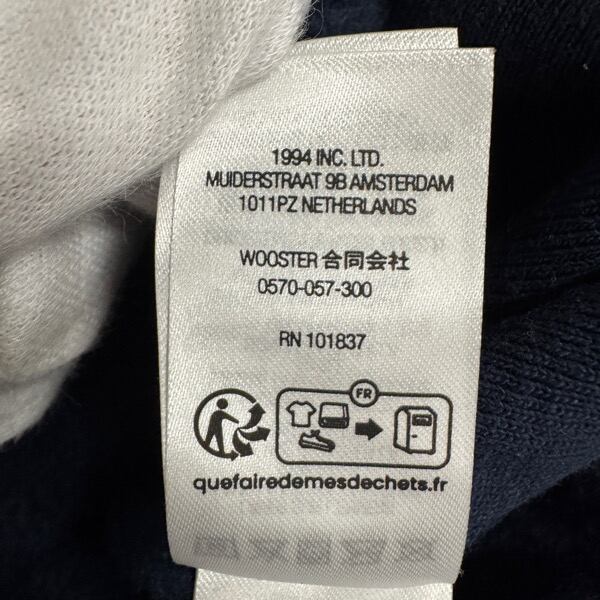 1994 INC. LTD.
MUIDERSTRAAT 9B AMSTERDAM
1011PZ NETHERLANDS
WOOSTER 合同会社
0570-057-300
RN 101837
FR
quefairedemesdechets.fr